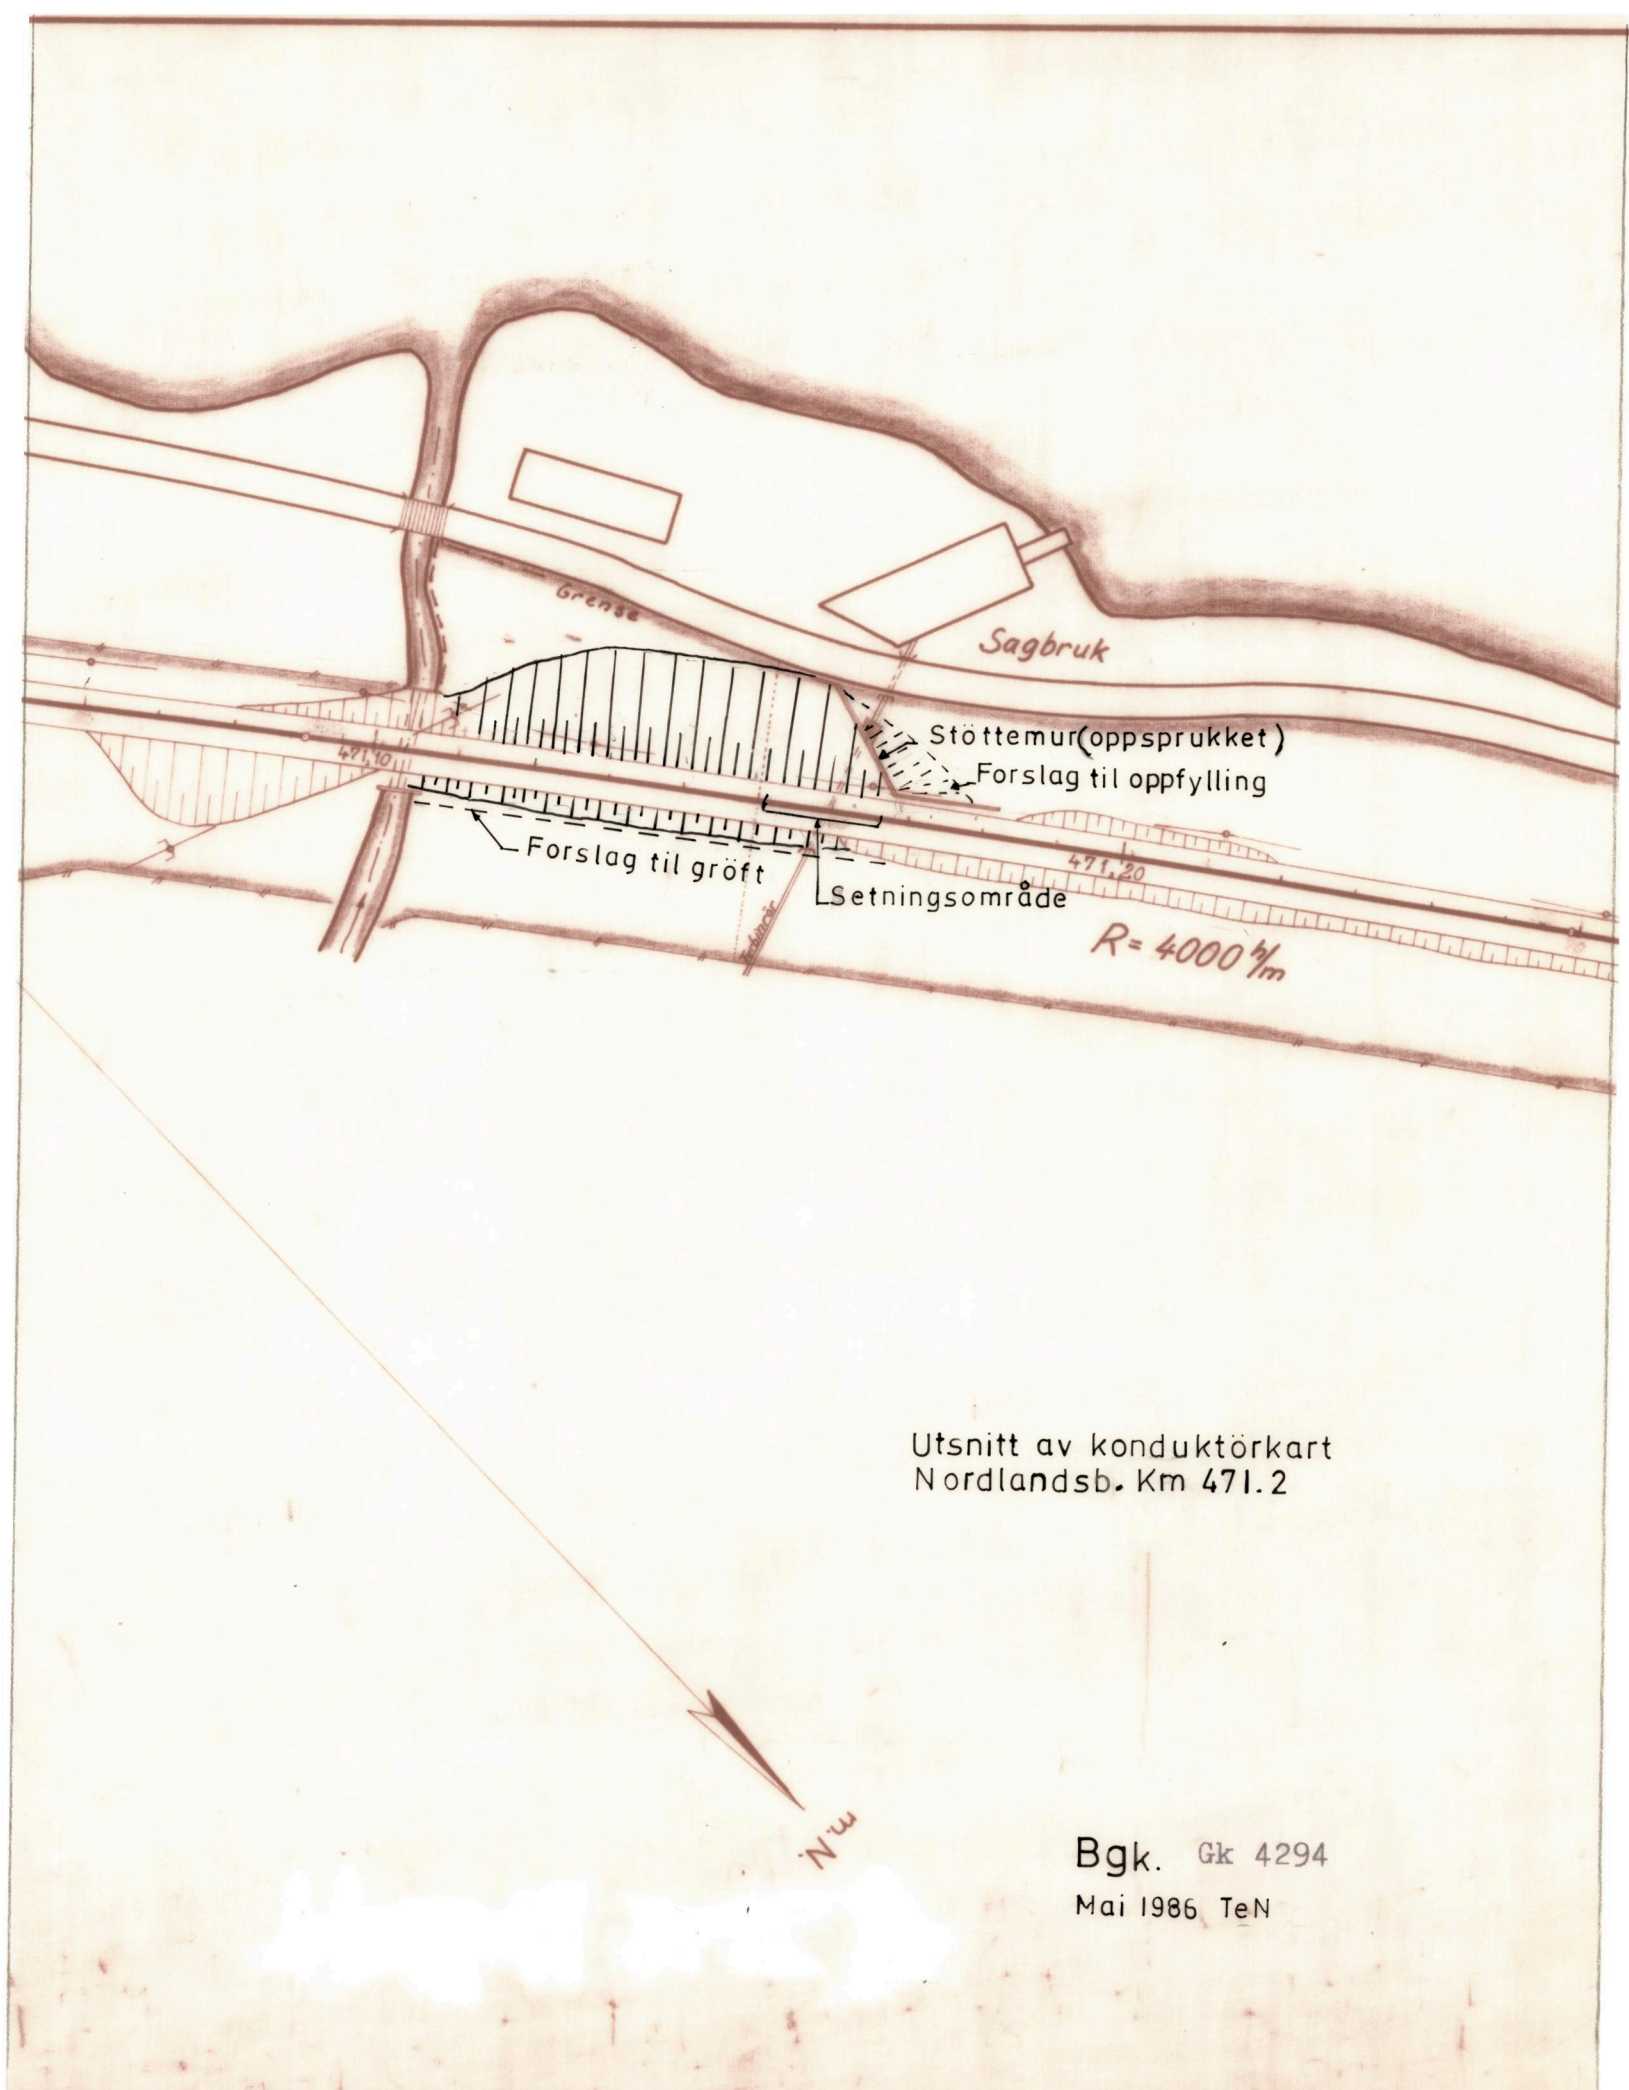 Grense
Sagbruk
Stöttemur(oppsprukket)
Forslag til oppfylling
471,10
Forslag til gröft
471,20
Setningsområde
R= 4000 m/m
Utsnitt av konduktörkart
Nordlandsb. Km 471.2
m.N.
Bgk. Gk 4294
Mai 1986 TeN